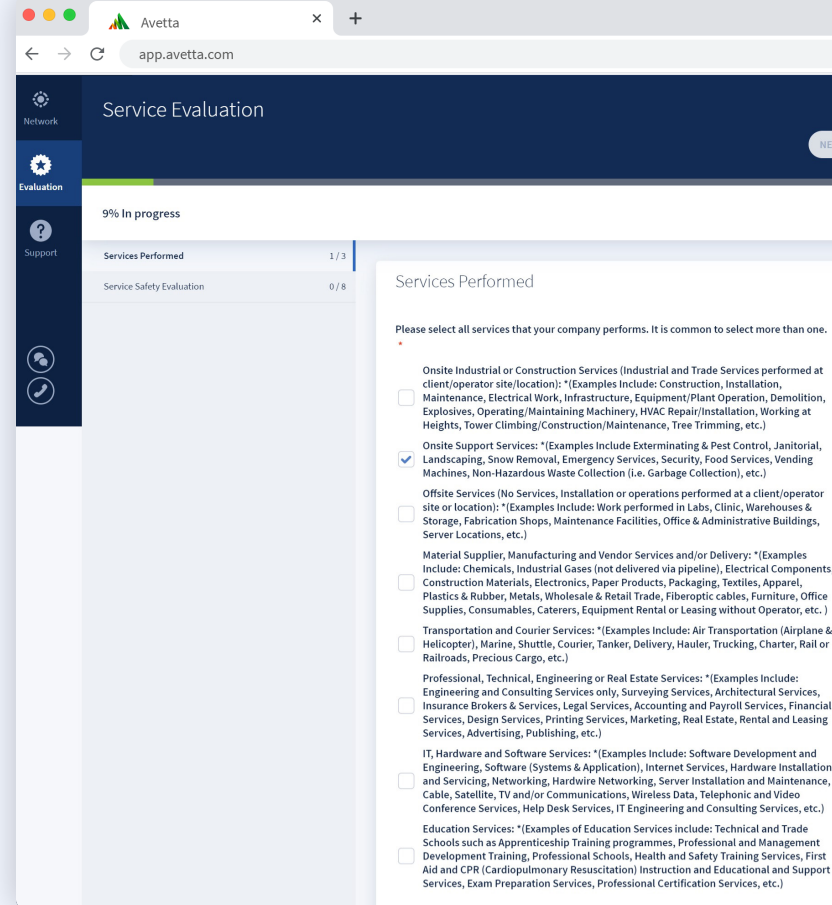 Avetta
app.avetta.com
Network
Service Evaluation
Evaluation
9% In progress
Support
Services Performed 1 / 3
Service Safety Evaluation 0 / 8
Services Performed
Please select all services that your company performs. It is common to select more than one.
*
Onsite Industrial or Construction Services (Industrial and Trade Services performed at
client/operator site/location): *(Examples Include: Construction, Installation,
Maintenance, Electrical Work, Infrastructure, Equipment/Plant Operation, Demolition,
Explosives, Operating/Maintaining Machinery, HVAC Repair/Installation, Working at
Heights, Tower Climbing/Construction/Maintenance, Tree Trimming, etc.)
Onsite Support Services: *(Examples Include Exterminating & Pest Control, Janitorial,
Landscaping, Snow Removal, Emergency Services, Security, Food Services, Vending
Machines, Non-Hazardous Waste Collection (i.e. Garbage Collection), etc.)
Offsite Services (No Services, Installation or operations performed at a client/operator
site or location): *(Examples Include: Work performed in Labs, Clinic, Warehouses &
Storage, Fabrication Shops, Maintenance Facilities, Office & Administrative Buildings,
Server Locations, etc.)
Material Supplier, Manufacturing and Vendor Services and/or Delivery: *(Examples
Include: Chemicals, Industrial Gases (not delivered via pipeline), Electrical Components
Construction Materials, Electronics, Paper Products, Packaging, Textiles, Apparel,
Plastics & Rubber, Metals, Wholesale & Retail Trade, Fiberoptic cables, Furniture, Office
Supplies, Consumables, Caterers, Equipment Rental or Leasing without Operator, etc. )
Transportation and Courier Services: *(Examples Include: Air Transportation (Airplane &
Helicopter), Marine, Shuttle, Courier, Tanker, Delivery, Hauler, Trucking, Charter, Rail or
Railroads, Precious Cargo, etc.)
Professional, Technical, Engineering or Real Estate Services: *(Examples Include:
Engineering and Consulting Services only, Surveying Services, Architectural Services,
Insurance Brokers & Services, Legal Services, Accounting and Payroll Services, Financial
Services, Design Services, Printing Services, Marketing, Real Estate, Rental and Leasing
Services, Advertising, Publishing, etc.)
IT, Hardware and Software Services: *(Examples Include: Software Development and
Engineering, Software (Systems & Application), Internet Services, Hardware Installation
and Servicing, Networking, Hardwire Networking, Server Installation and Maintenance,
Cable, Satellite, TV and/or Communications, Wireless Data, Telephonic and Video
Conference Services, Help Desk Services, IT Engineering and Consulting Services, etc.)
Education Services: *(Examples of Education Services include: Technical and Trade
Schools such as Apprenticeship Training programmes, Professional and Management
Development Training, Professional Schools, Health and Safety Training Services, First
Aid and CPR (Cardiopulmonary Resuscitation) Instruction and Educational and Support
Services, Exam Preparation Services, Professional Certification Services, etc.)